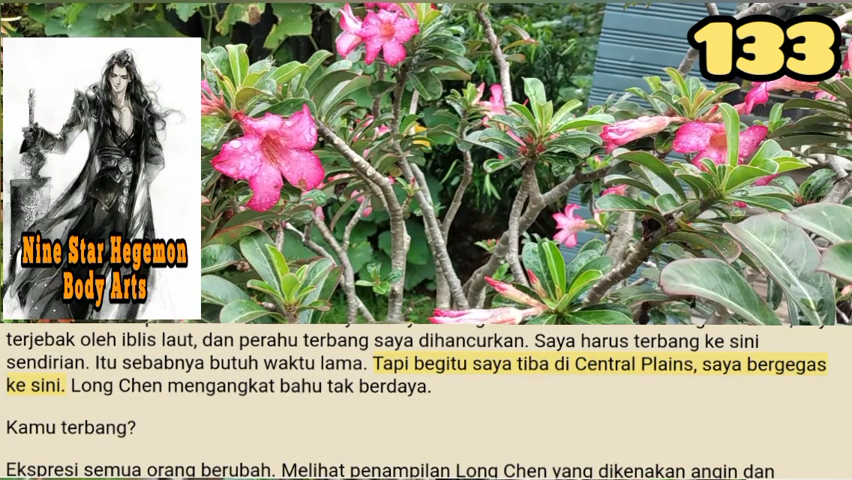 133
Nine Star Hegemon
Body Arts
terjebak oleh iblis laut, dan perahu terbang saya dihancurkan. Saya harus terbang ke sini
sendirian. Itu sebabnya butuh waktu lama. Tapi begitu saya tiba di Central Plains, saya bergegas
ke sini. Long Chen mengangkat bahu tak berdaya.
Kamu terbang?
Ekspresi semua orang berubah. Melihat penampilan Long Chen yang dikenakan angin dan